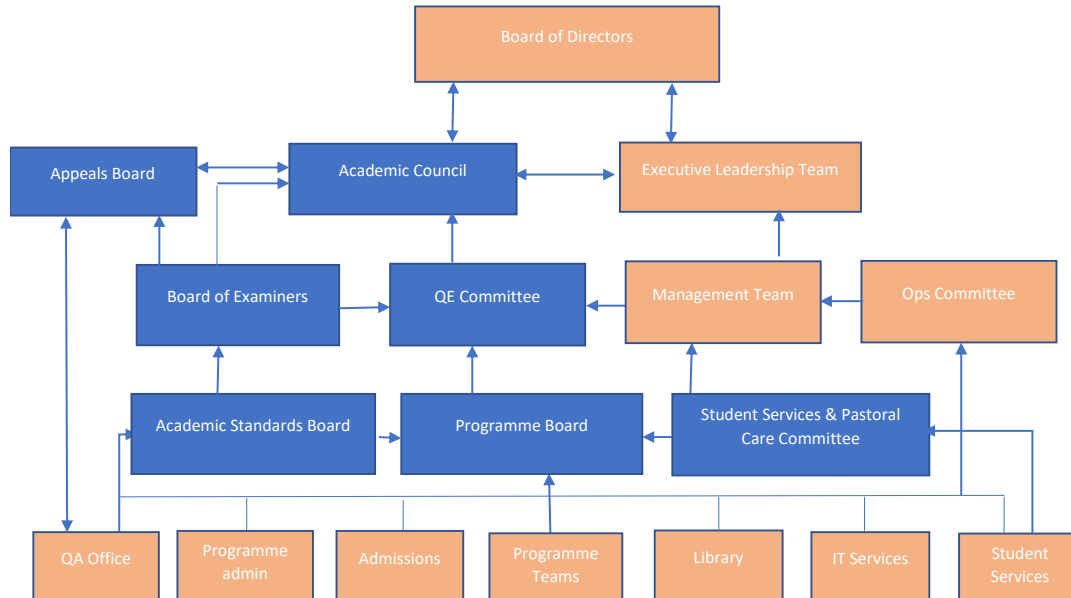 Board of Directors
Appeals Board
Academic Council
Executive Leadership Team
Board of Examiners
QE Committee
Management Team
Ops Committee
Academic Standards Board
Programme Board
Student Services & Pastoral
Care Committee
QA Office
Programme
admin
Admissions
Programme
Teams
Library
IT Services
Student
Services